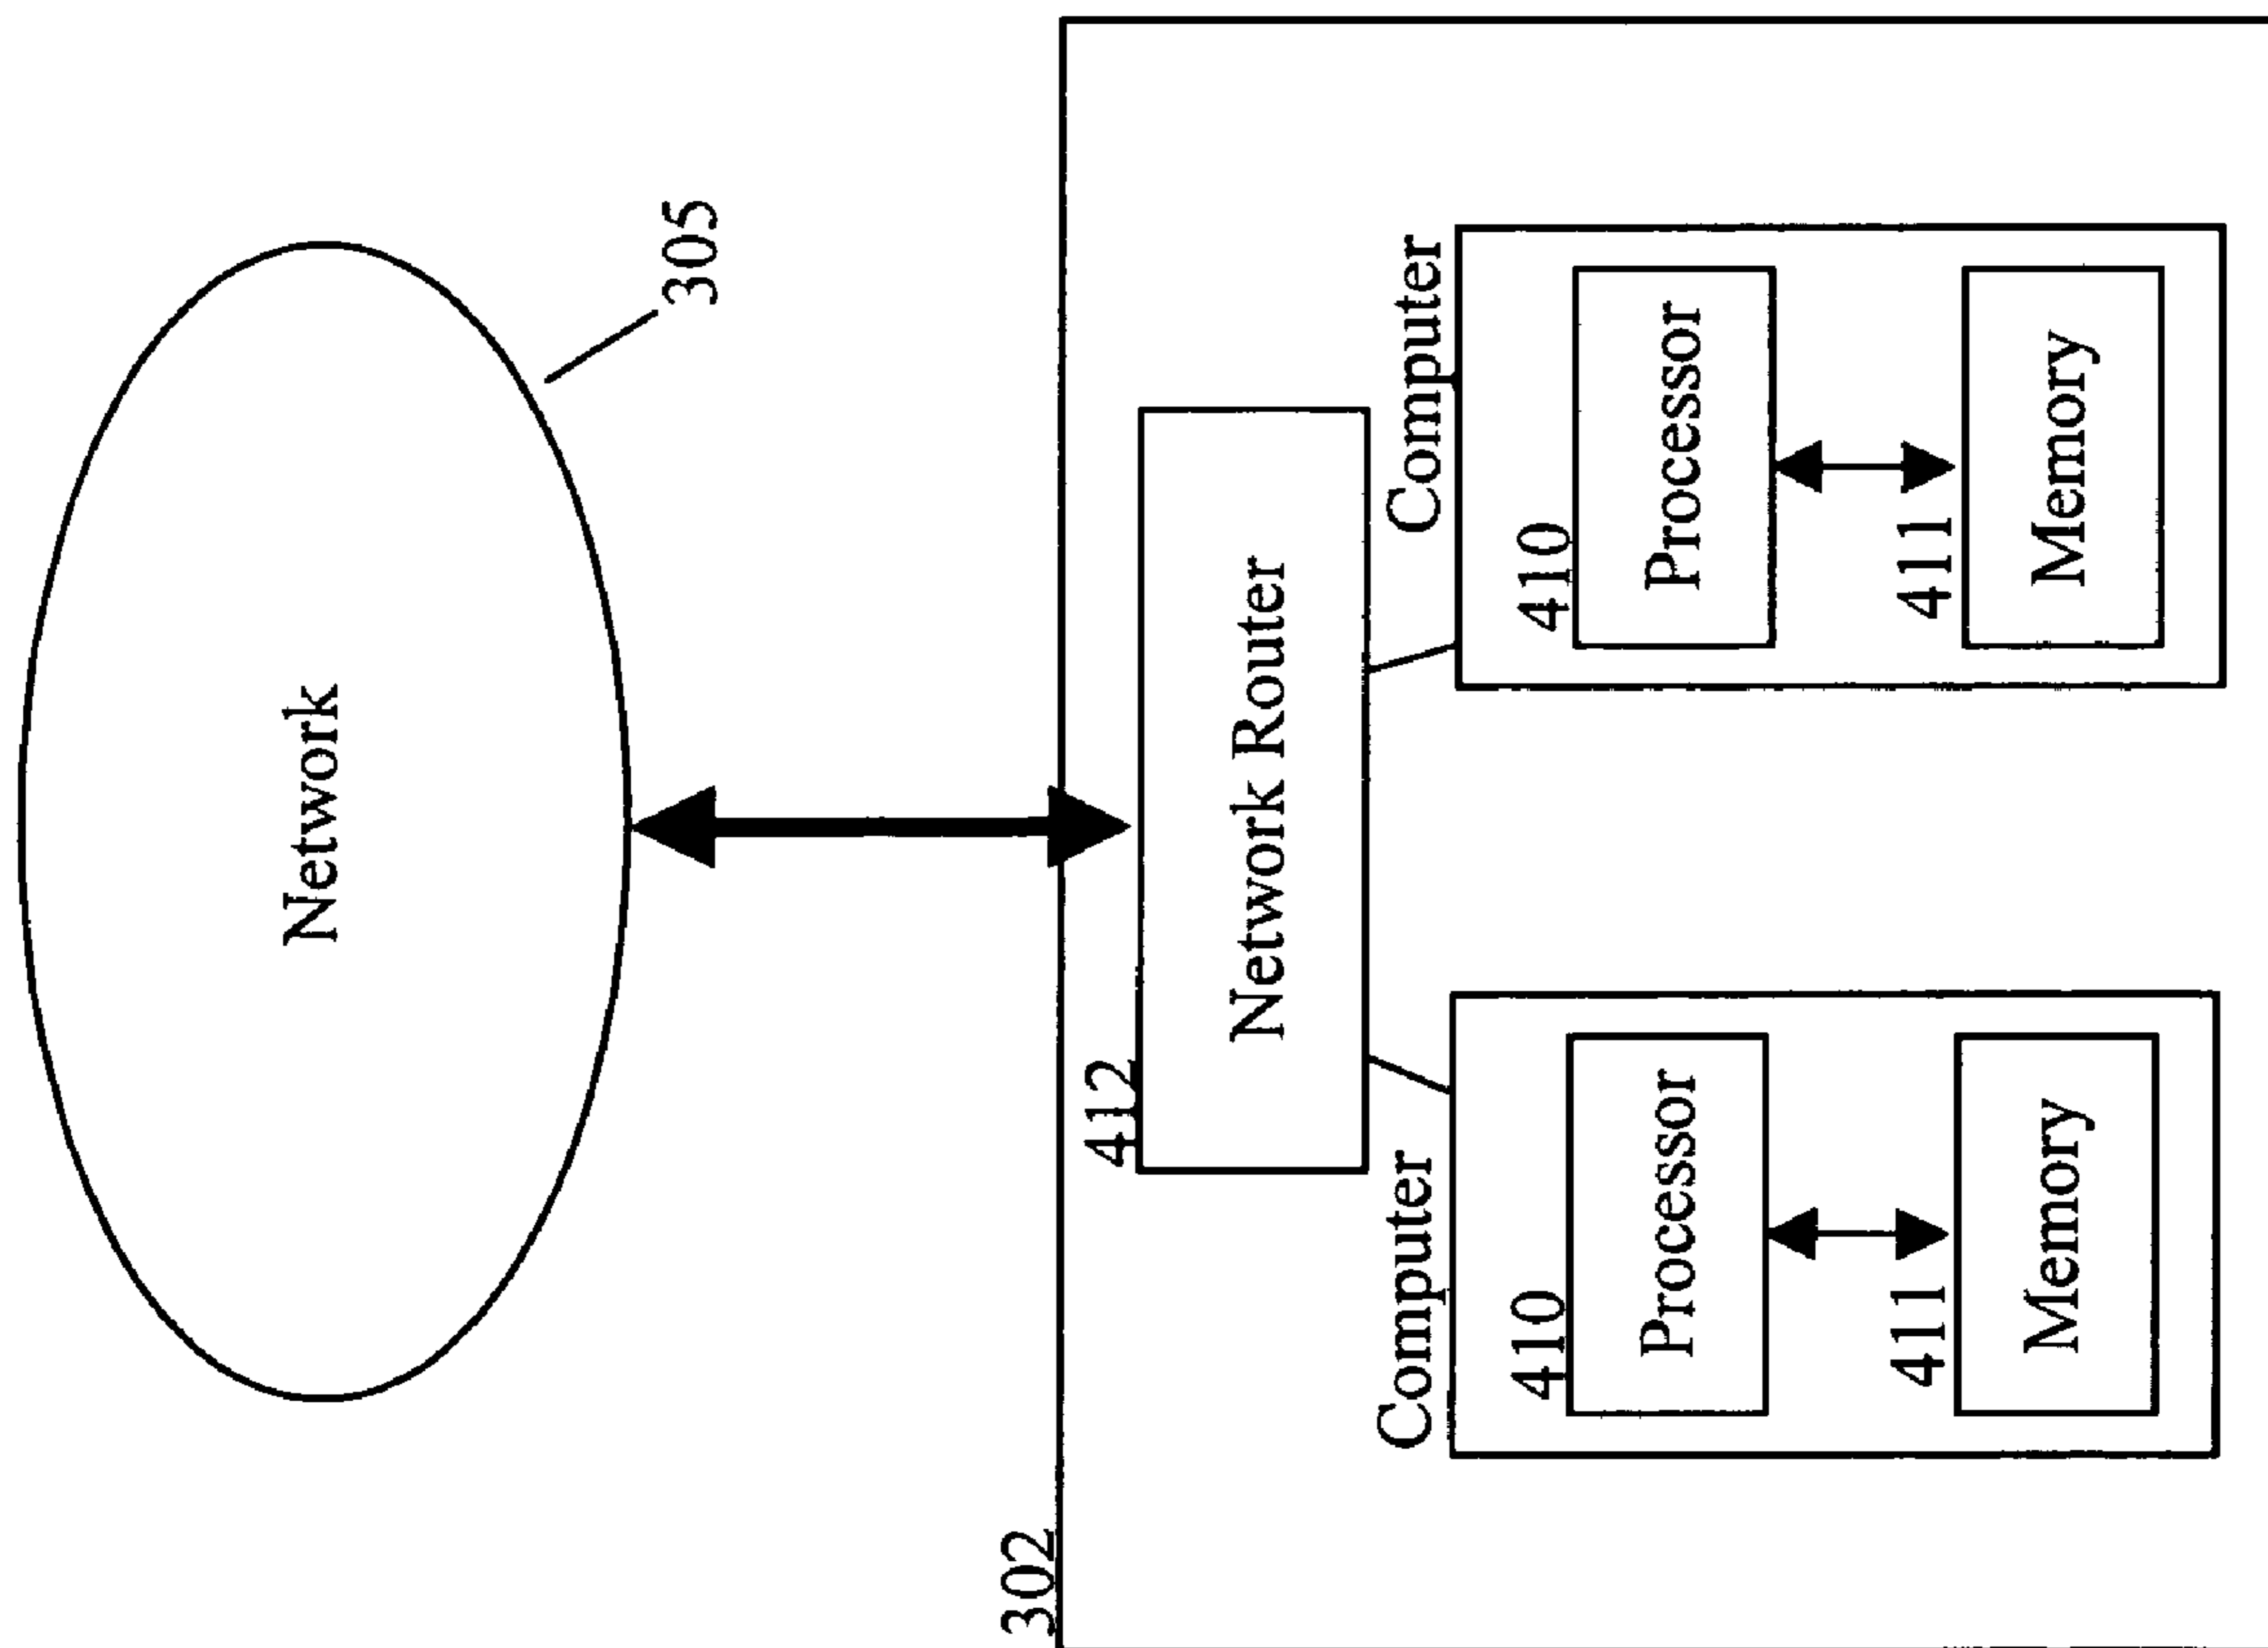 Network
305
302
412
Network Router
Computer
410
Processor
411
Memory
Computer
410
Processor
411
Memory